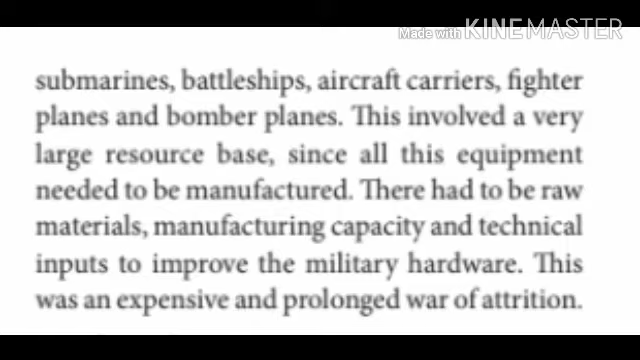 Made with KINEMASTER
submarines, battleships, aircraft carriers, fighter
planes and bomber planes. This involved a very
large resource base, since all this equipment
needed to be manufactured. There had to be raw
materials, manufacturing capacity and technical
inputs to improve the military hardware. This
was an expensive and prolonged war of attrition.